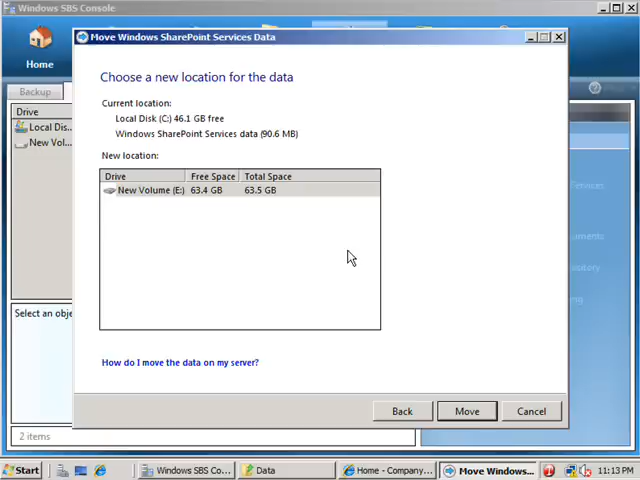 Windows SBS Console
Move Windows SharePoint Services Data
Home
Backup
Drive
Local Dis...
New Vol...
Choose a new location for the data
Current location:
Local Disk (C:) 46.1 GB free
Windows SharePoint Services data (90.6 MB)
New location:
Drive Free Space Total Space
New Volume (E:) 63.4 GB 63.5 GB
Select an obje
How do I move the data on my server?
Back Move Cancel
2 items
Start Windows SBS Co... Data Home - Company... Move Windows... 11:13 PM